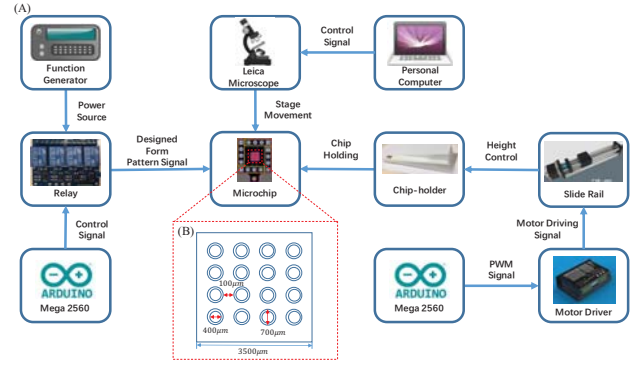 (A)
Function
Generator
Power
Source
Relay
Control
Signal
ARDUINO
Mega 2560
Designed
Form
Pattern Signal
Leica
Microscope
Control
Signal
Personal
Computer
Stage
Movement
Microchip
Chip
Holding
Chip-holder
Height
Control
Slide Rail
Motor Driving
Signal
Motor Driver
PWM
Signal
ARDUINO
Mega 2560
(B)
100μm
400μm
700μm
3500μm